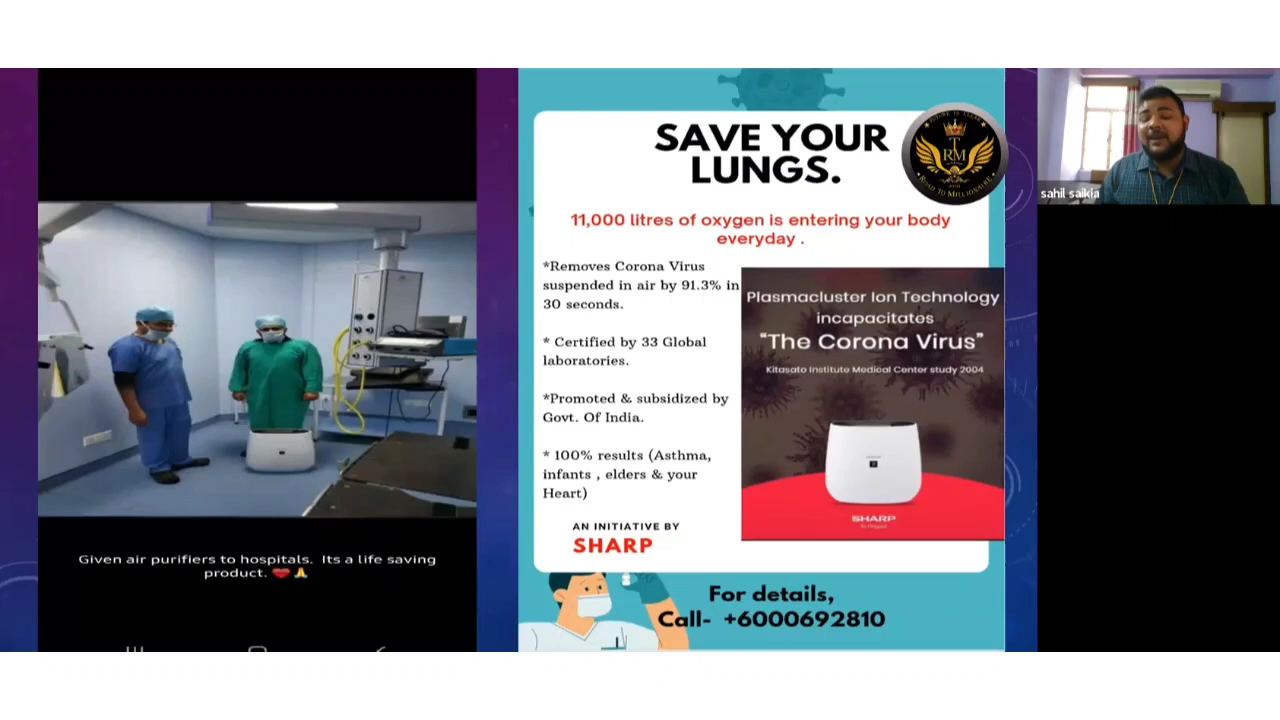 Given air purifiers to hospitals. Its a life saving
product. ❤️🙏
SAVE YOUR
LUNGS.
TRM
ROAD TO MILLIONAIRE
11,000 litres of oxygen is entering your body
everyday .
*Removes Corona Virus
suspended in air by 91.3% in
30 seconds.
* Certified by 33 Global
laboratories.
*Promoted & subsidized by
Govt. Of India.
* 100% results (Asthma,
infants , elders & your
Heart)
AN INITIATIVE BY
SHARP
Plasmacluster Ion Technology
incapacitates
“The Corona Virus”
Kitasato Institute Medical Center study 2004
SHARP
For details,
Call- +6000692810
sahil saikia